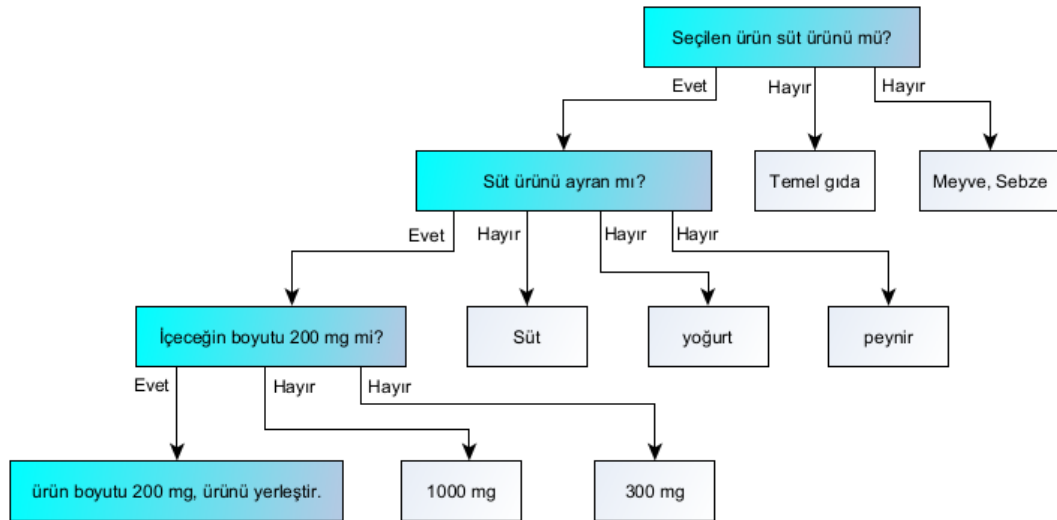 Seçilen ürün süt ürünü mü?
Evet
Hayır
Hayır
Süt ürünü ayran mı?
Temel gıda
Meyve, Sebze
Evet
Hayır
Hayır
Hayır
İçeceğin boyutu 200 mg mi?
Süt
yoğurt
peynir
Evet
Hayır
Hayır
ürün boyutu 200 mg, ürünü yerleştir.
1000 mg
300 mg